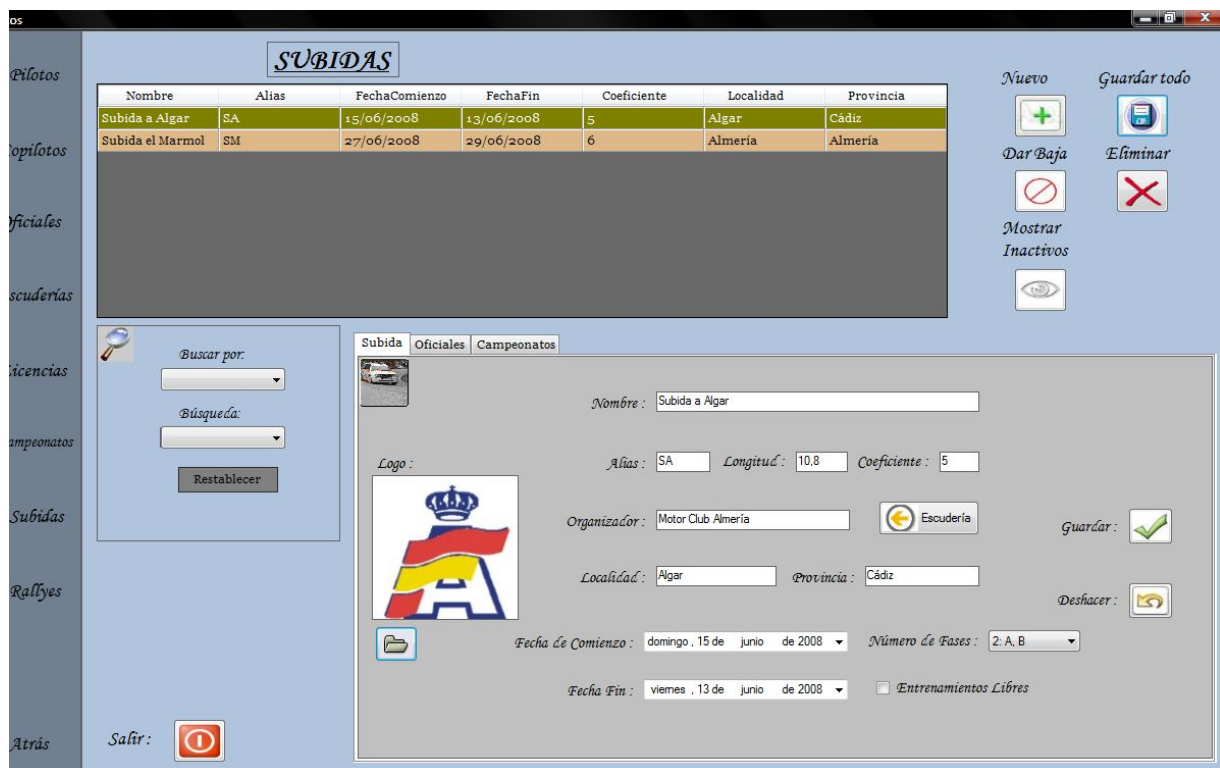 tos
SUBIDAS
Pilotos
Copilotos
Oficiales
Escuderías
Licencias
Campeonatos
Subidas
Rallyes
Atrás
Nombre Alias FechaComienzo FechaFin Coeficiente Localidad Provincia
Subida a Algar SA 15/06/2008 13/06/2008 5 Algar Cádiz
Subida el Marmol SM 27/06/2008 29/06/2008 6 Almería Almería
Nuevo Guardar todo
Dar Baja Eliminar
Mostrar
Inactivos
Buscar por:
Búsqueda:
Restablecer
Salir :
Subida Oficiales Campeonatos
Nombre : Subida a Algar
Logo :
Alias : SA Longitud : 10,8 Coeficiente : 5
Organizador : Motor Club Almería Escudería
Guardar :
Localidad : Algar Provincia : Cádiz
Deshacer :
Fecha de Comienzo : domingo , 15 de junio de 2008 Número de Fases : 2: A, B
Fecha Fin : viernes , 13 de junio de 2008 Entrenamientos Libres